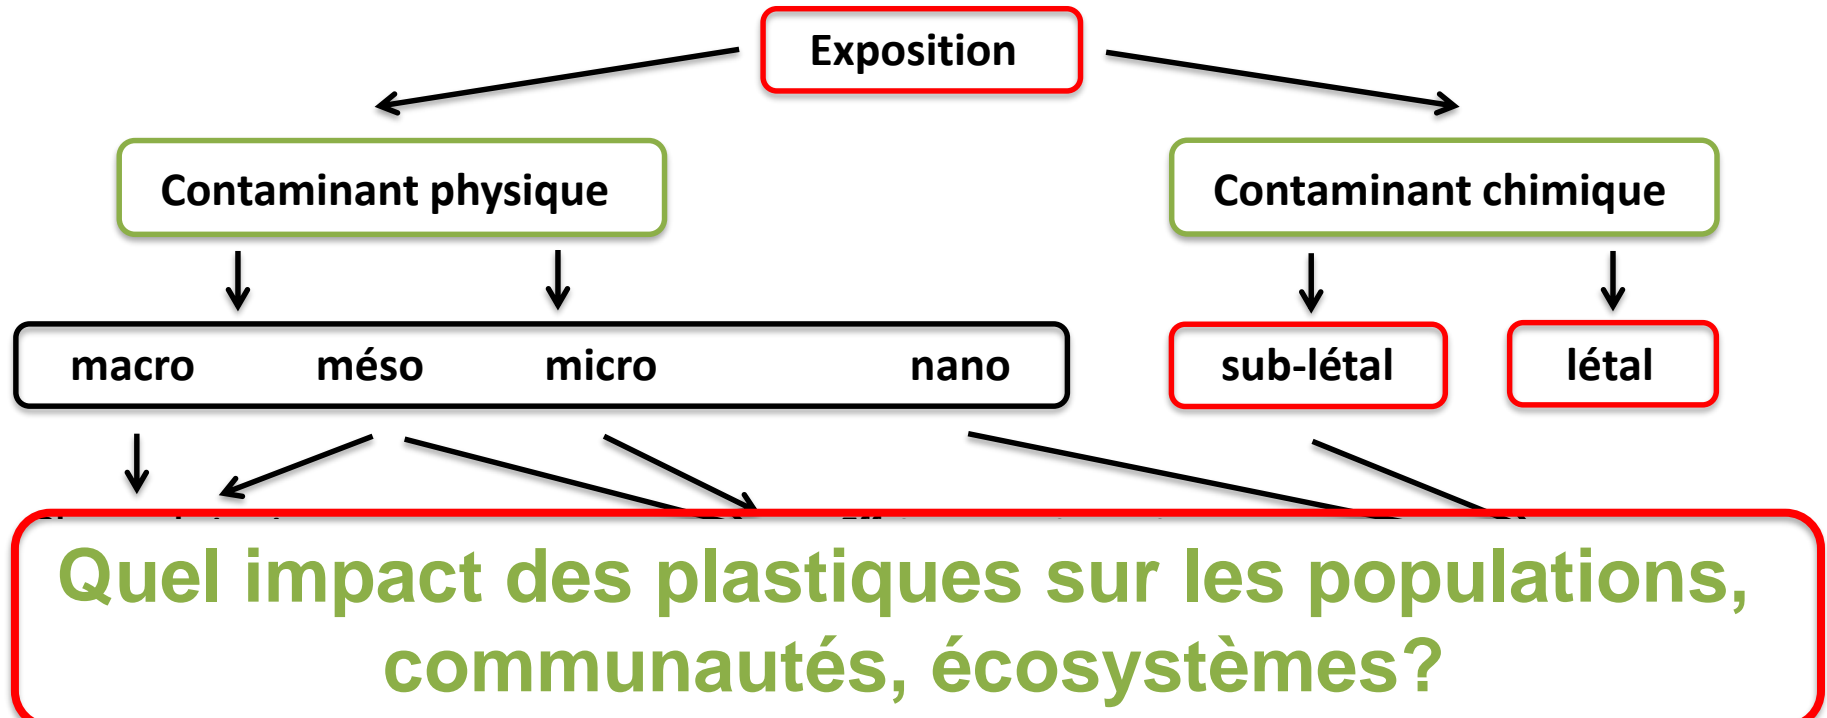 Exposition
Contaminant physique
Contaminant chimique
macro méso micro nano
sub-létal
létal
Quel impact des plastiques sur les populations,
communautés, écosystèmes?